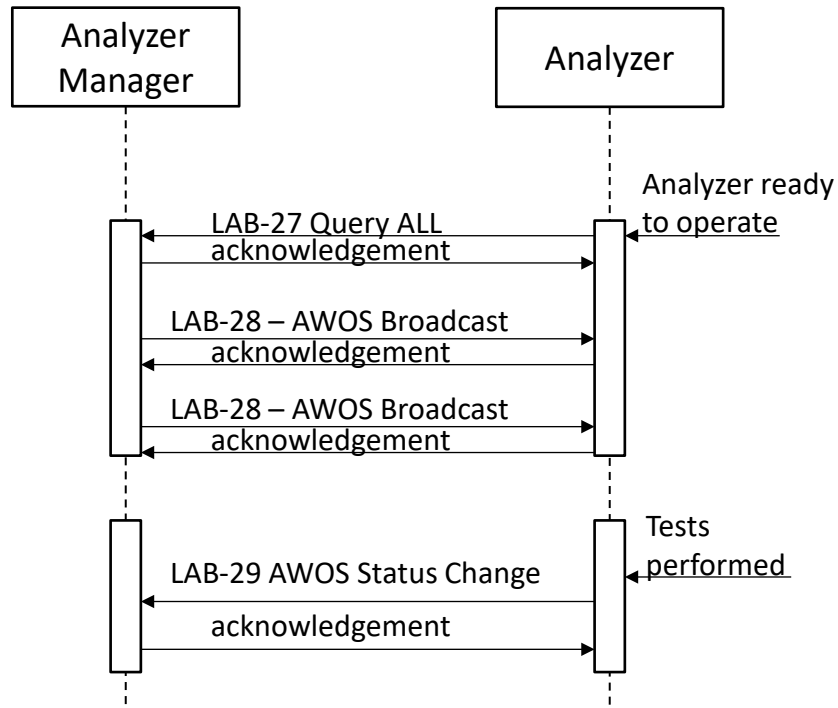 Analyzer
Manager
Analyzer
Analyzer ready
to operate
LAB-27 Query ALL
acknowledgement
LAB-28 – AWOS Broadcast
acknowledgement
LAB-28 – AWOS Broadcast
acknowledgement
Tests
performed
LAB-29 AWOS Status Change
acknowledgement